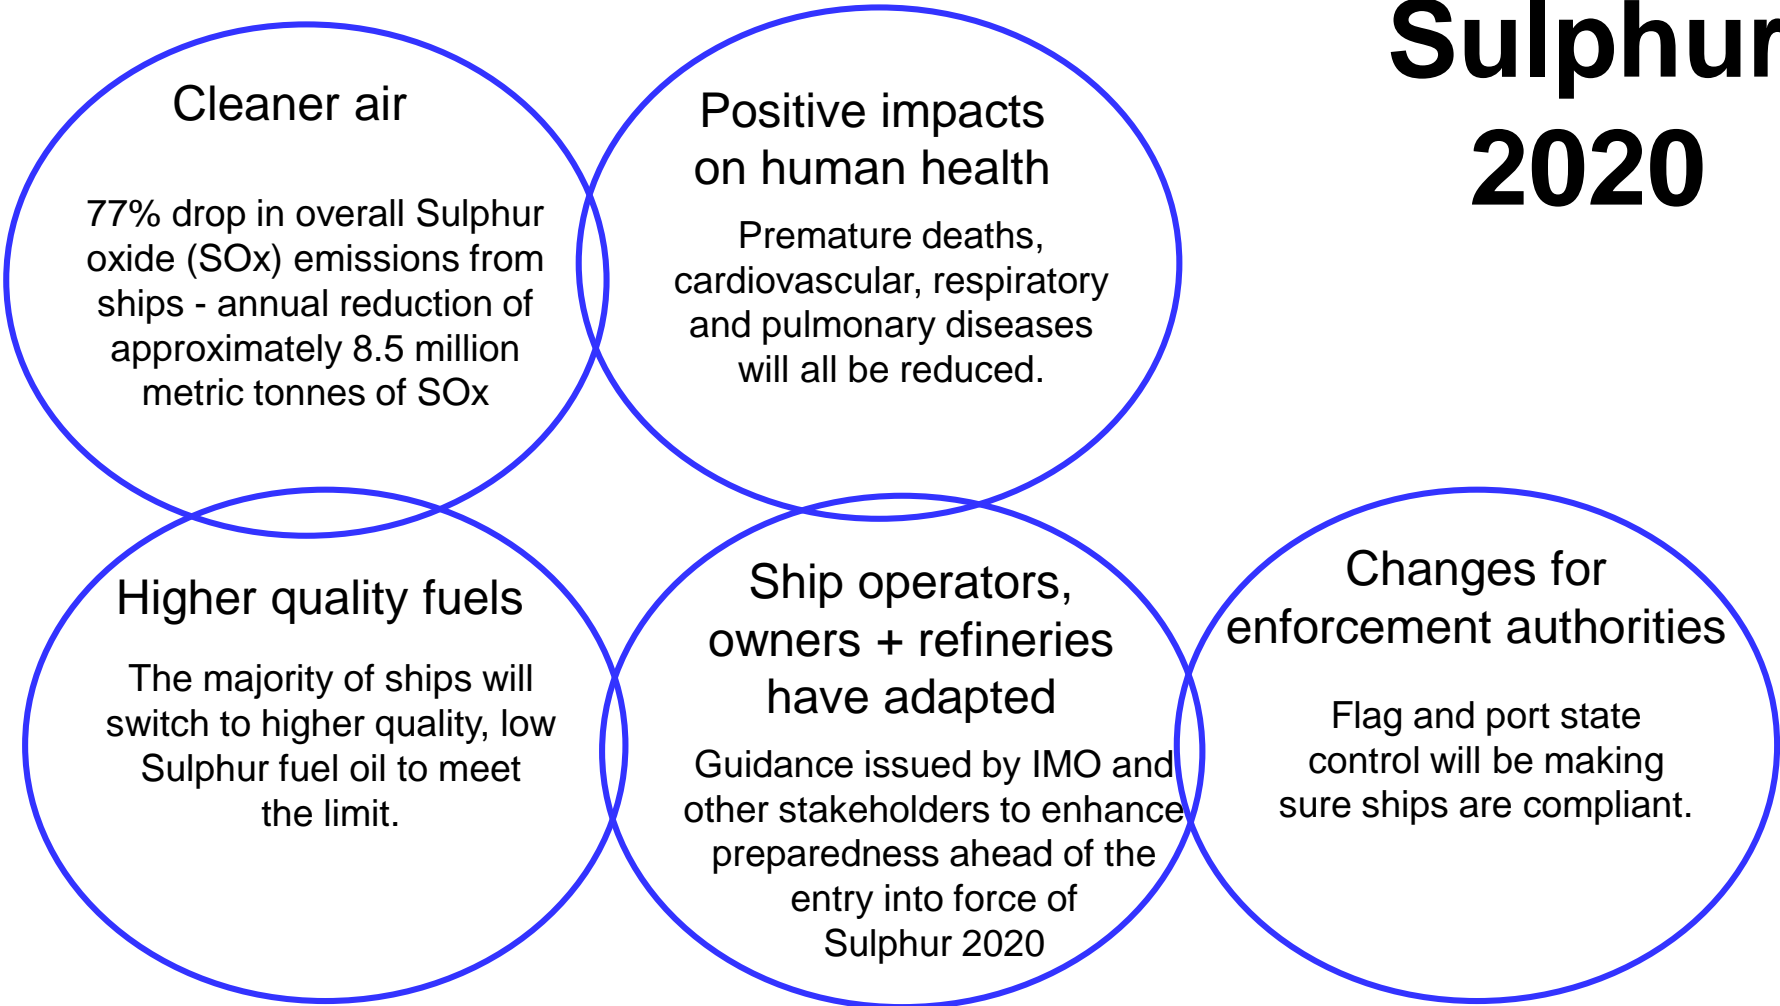 Sulphur
2020
Cleaner air
77% drop in overall Sulphur
oxide (SOx) emissions from
ships - annual reduction of
approximately 8.5 million
metric tonnes of SOx
Positive impacts
on human health
Premature deaths,
cardiovascular, respiratory
and pulmonary diseases
will all be reduced.
Higher quality fuels
The majority of ships will
switch to higher quality, low
Sulphur fuel oil to meet
the limit.
Ship operators,
owners + refineries
have adapted
Guidance issued by IMO and
other stakeholders to enhance
preparedness ahead of the
entry into force of
Sulphur 2020
Changes for
enforcement authorities
Flag and port state
control will be making
sure ships are compliant.